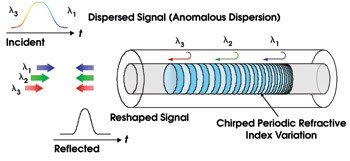 λ₃ λ₁
Dispersed Signal (Anomalous Dispersion)
Incident
t
λ₃ λ₂ λ₁
λ₁
λ₂
λ₃
Reshaped Signal
Chirped Periodic Refractive
Index Variation
Reflected
t